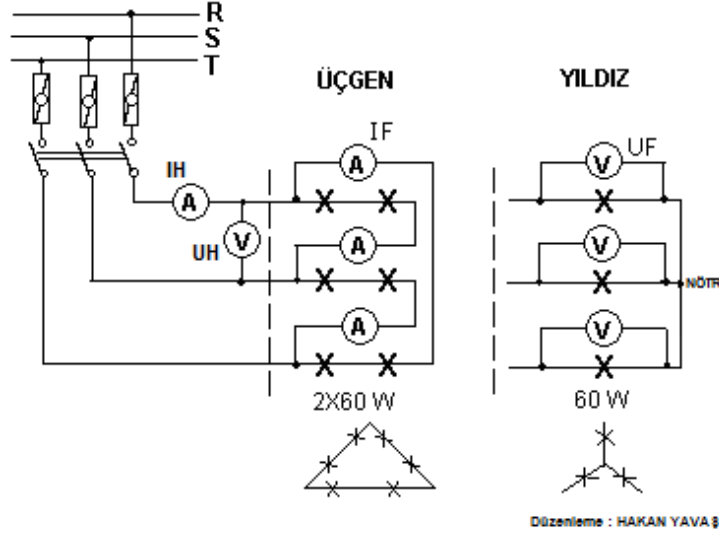 R
S
T
ÜÇGEN
YILDIZ
IF
A
UF
V
IH
A
UH
V
A
V
NÖTR
A
V
2X60 W
60 W
Düzenleme : HAKAN YAVAŞ